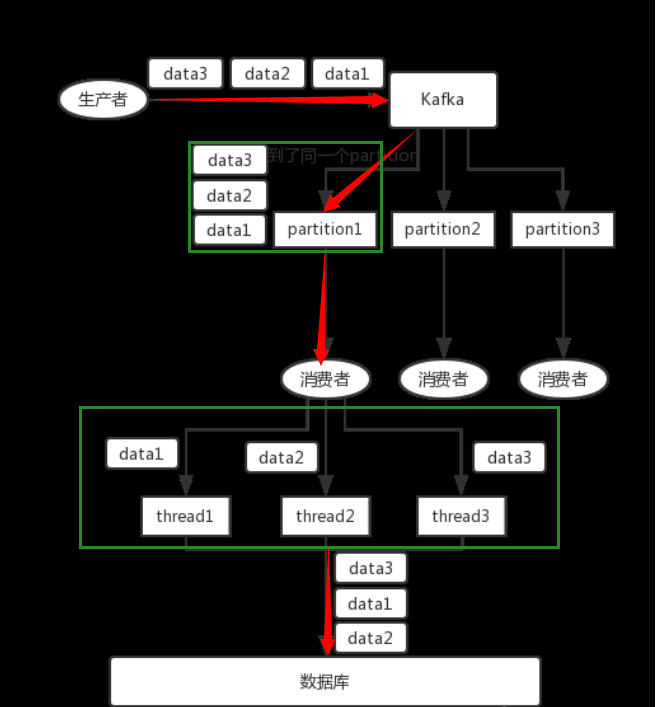 data3 data2 data1
生产者
Kafka
到了同一个partition
data3
data2
data1
partition1 partition2 partition3
消费者 消费者 消费者
data1 data2 data3
thread1 thread2 thread3
data3
data1
data2
数据库